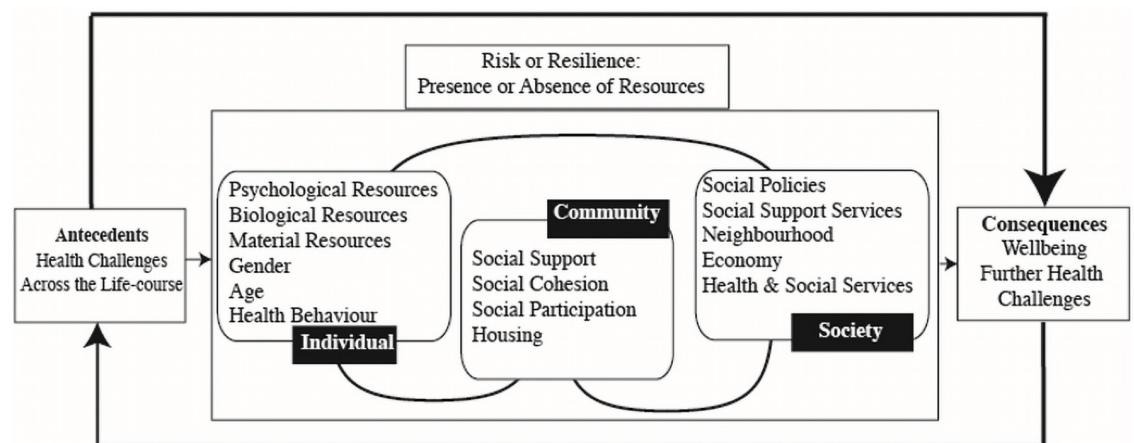 Risk or Resilience:
Presence or Absence of Resources
Antecedents
Health Challenges
Across the Life-course
Psychological Resources
Biological Resources
Material Resources
Gender
Age
Health Behaviour
Individual
Community
Social Support
Social Cohesion
Social Participation
Housing
Social Policies
Social Support Services
Neighbourhood
Economy
Health & Social Services
Society
Consequences
Wellbeing
Further Health
Challenges